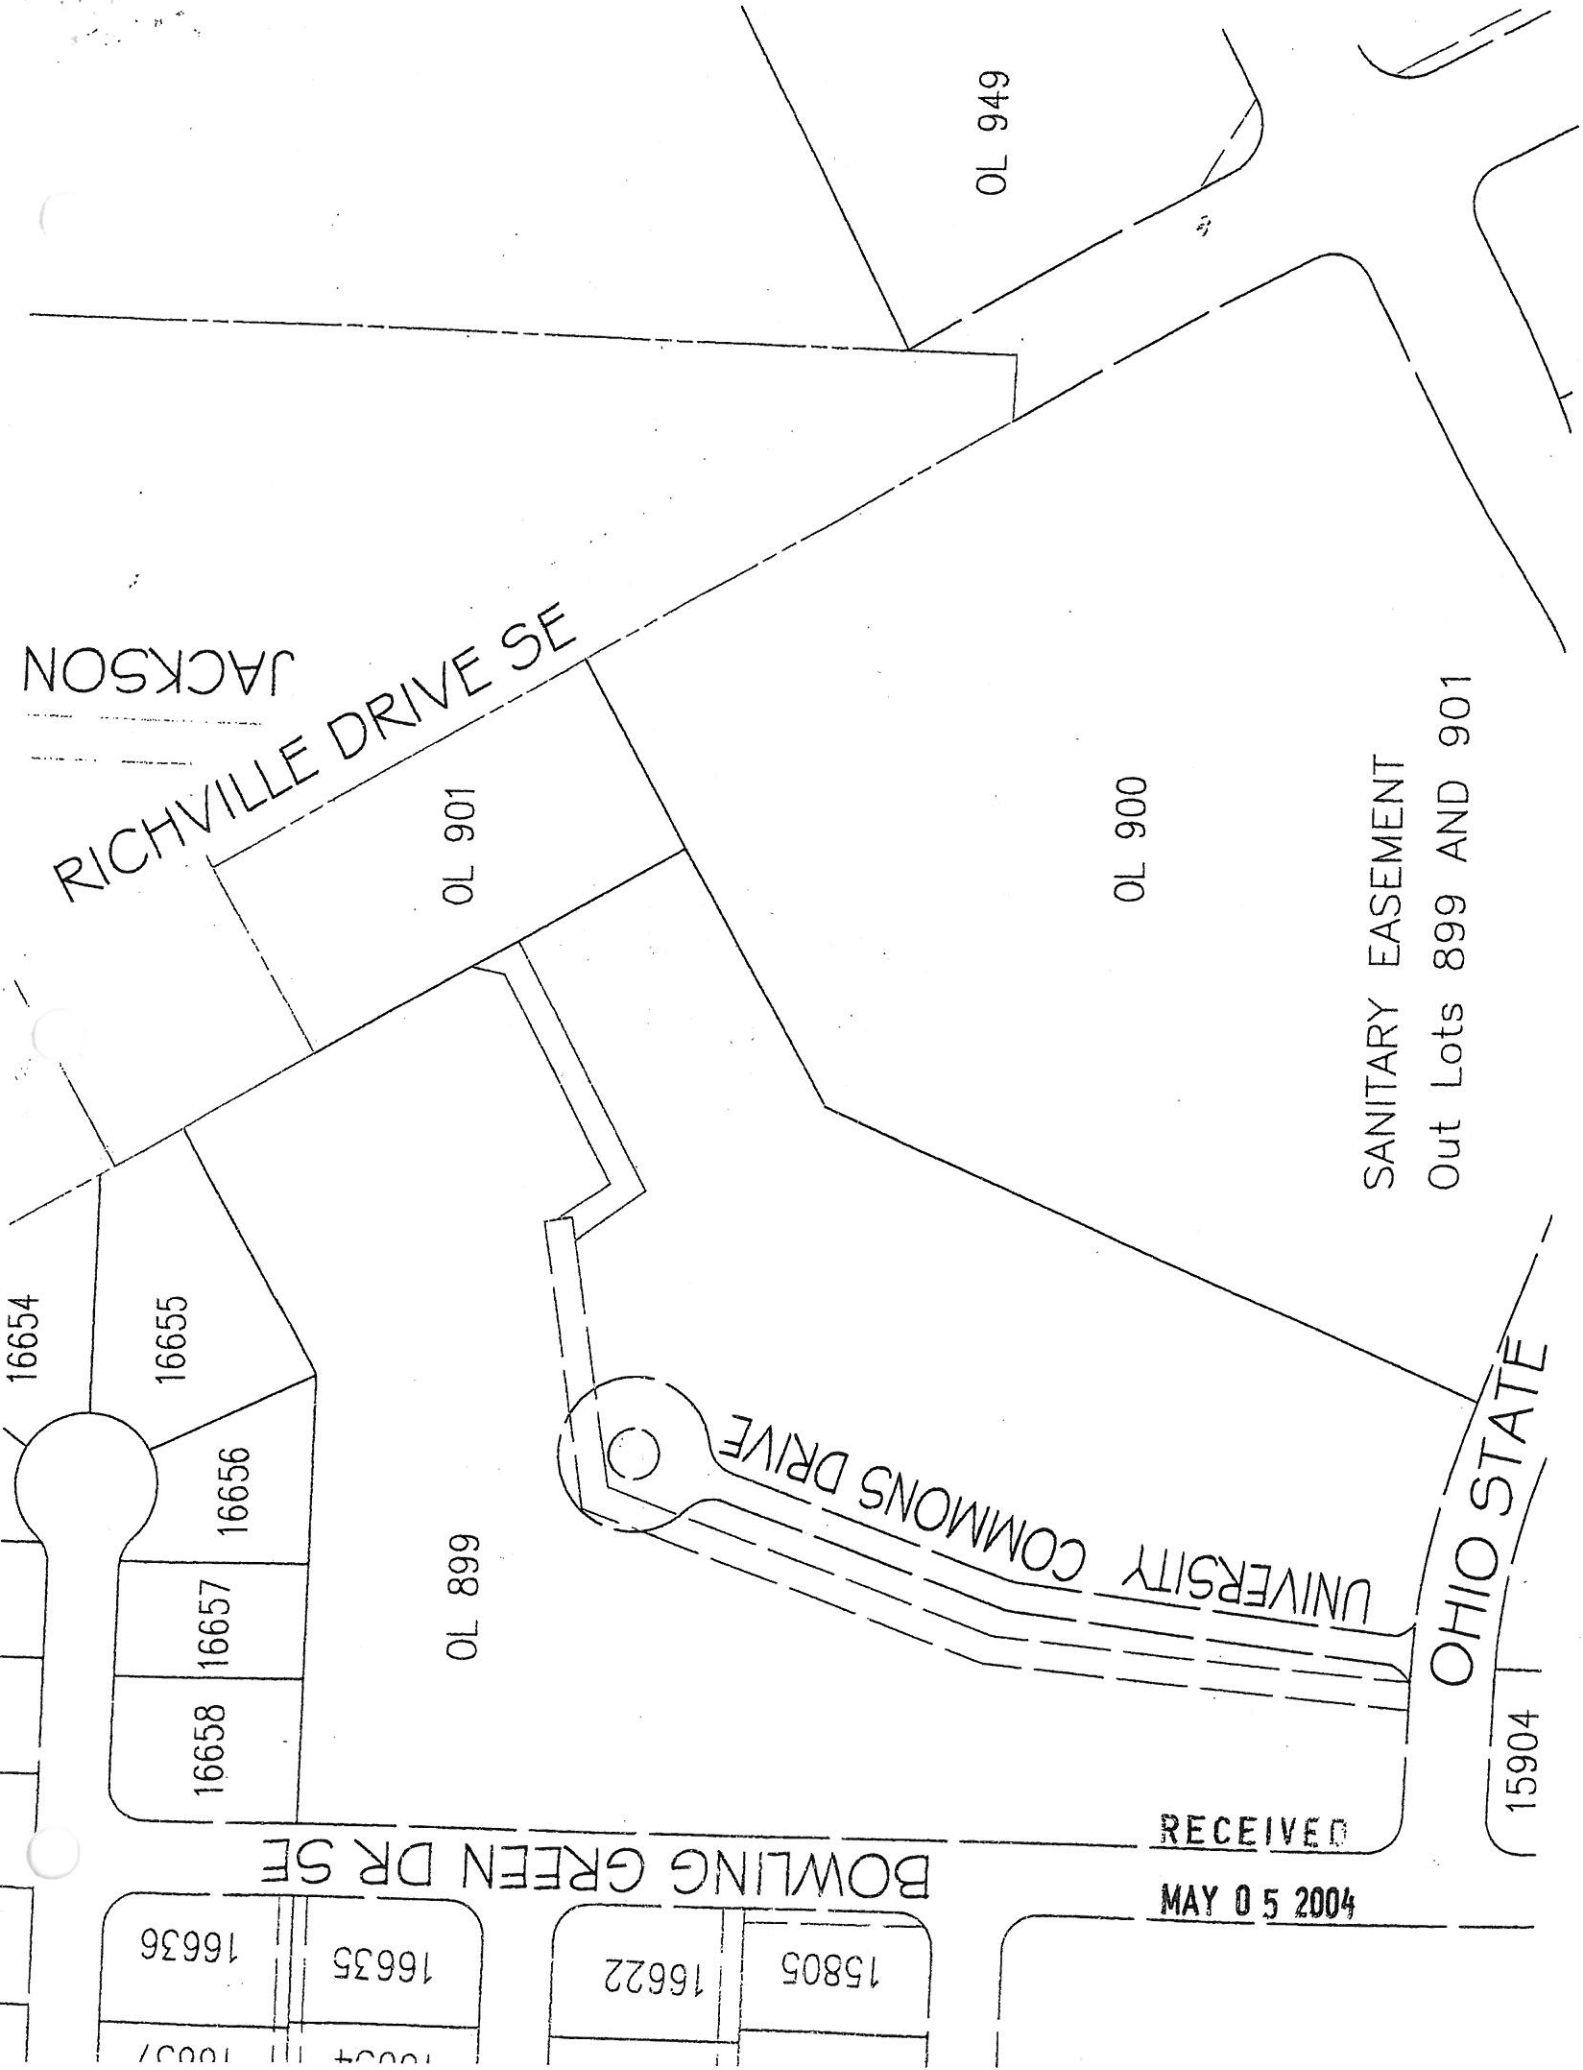 OL 949
JACKSON
RICHVILLE DRIVE SE
OL 901
OL 900
SANITARY EASEMENT
Out Lots 899 AND 901
16654
16655
16656
16657
16658
OL 899
UNIVERSITY COMMONS DRIVE
OHIO STATE
15904
BOWLING GREEN DR SE
RECEIVED
MAY 05 2004
16636
16635
16622
15805